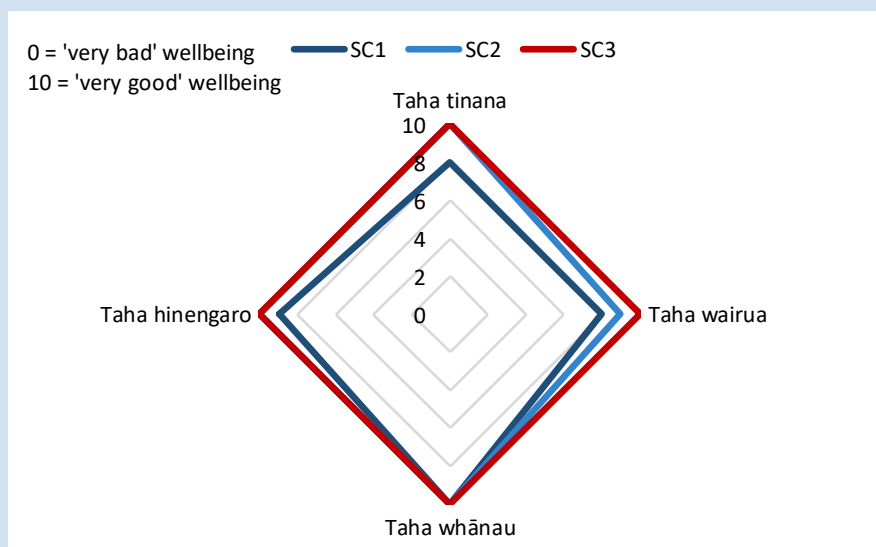 0 = 'very bad' wellbeing
10 = 'very good' wellbeing
SC1 SC2 SC3
Taha tinana
10
8
6
4
2
0
Taha hinengaro
Taha wairua
Taha whānau